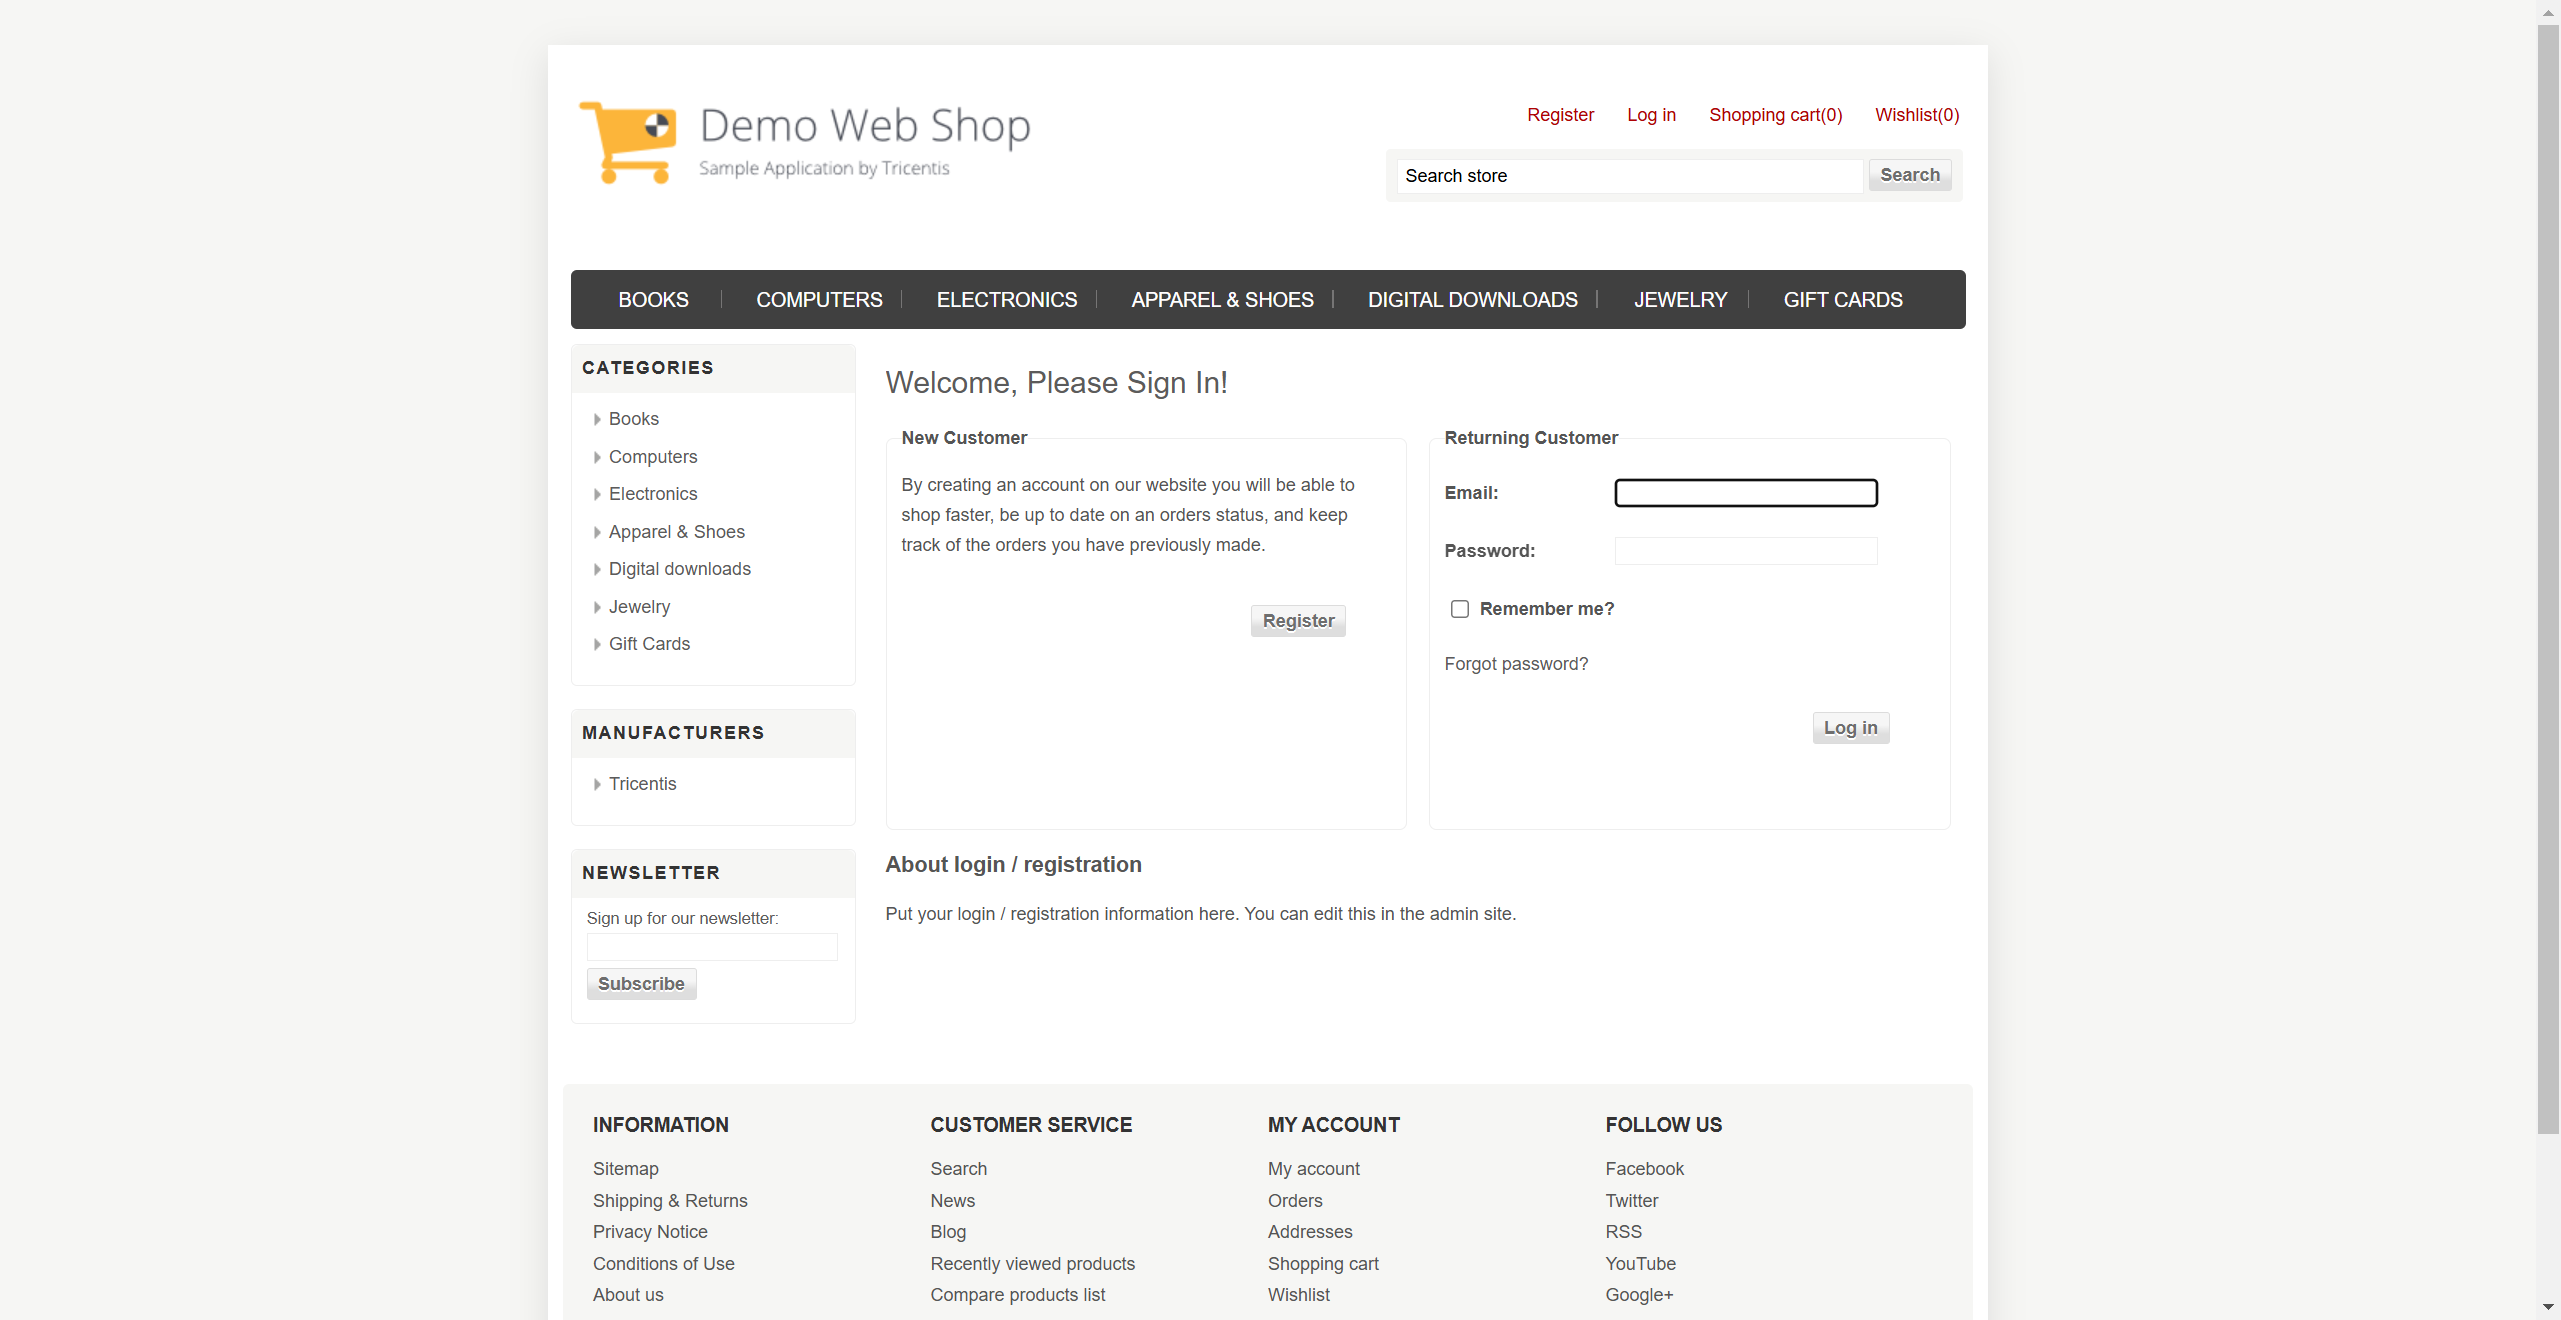 Demo Web Shop
Sample Application by Tricentis
Register Log in Shopping cart(0) Wishlist(0)
Search store Search
BOOKS COMPUTERS ELECTRONICS APPAREL & SHOES DIGITAL DOWNLOADS JEWELRY GIFT CARDS
CATEGORIES
Books
Computers
Electronics
Apparel & Shoes
Digital downloads
Jewelry
Gift Cards
MANUFACTURERS
Tricentis
NEWSLETTER
Sign up for our newsletter:
Subscribe
Welcome, Please Sign In!
New Customer
By creating an account on our website you will be able to
shop faster, be up to date on an orders status, and keep
track of the orders you have previously made.
Register
Returning Customer
Email:
Password:
Remember me?
Forgot password?
Log in
About login / registration
Put your login / registration information here. You can edit this in the admin site.
INFORMATION
Sitemap
Shipping & Returns
Privacy Notice
Conditions of Use
About us
CUSTOMER SERVICE
Search
News
Blog
Recently viewed products
Compare products list
MY ACCOUNT
My account
Orders
Addresses
Shopping cart
Wishlist
FOLLOW US
Facebook
Twitter
RSS
YouTube
Google+